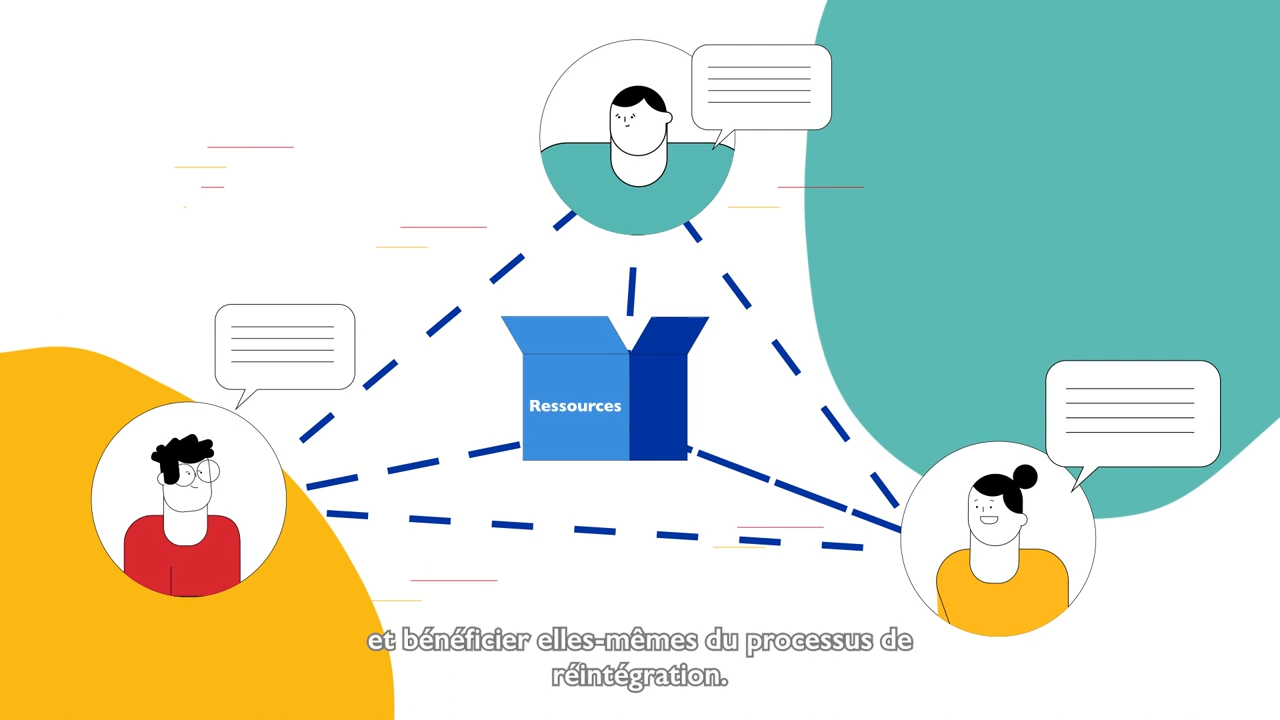 Ressources
et bénéficier elles-mêmes du processus de
réintégration.